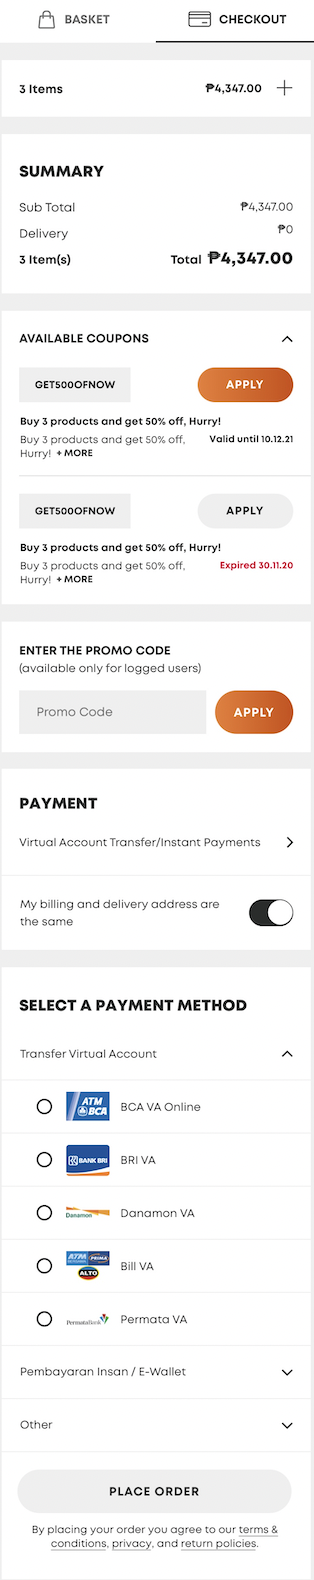 BASKET
CHECKOUT
3 Items ₱4,347.00
SUMMARY
Sub Total ₱4,347.00
Delivery ₱0
3 Item(s) Total ₱4,347.00
AVAILABLE COUPONS
GET500OFNOW APPLY
Buy 3 products and get 50% off, Hurry!
Buy 3 products and get 50% off, Valid until 10.12.21
Hurry! + MORE
GET500OFNOW APPLY
Buy 3 products and get 50% off, Hurry!
Buy 3 products and get 50% off, Expired 30.11.20
Hurry! + MORE
ENTER THE PROMO CODE
(available only for logged users)
Promo Code APPLY
PAYMENT
Virtual Account Transfer/Instant Payments
My billing and delivery address are
the same
SELECT A PAYMENT METHOD
Transfer Virtual Account
ATM
BCA BCA VA Online
BANK BRI BRI VA
Danamon Danamon VA
ATM PRIMA
ALTO Bill VA
PermataBank Permata VA
Pembayaran Insan / E-Wallet
Other
PLACE ORDER
By placing your order you agree to our terms &
conditions, privacy, and return policies.